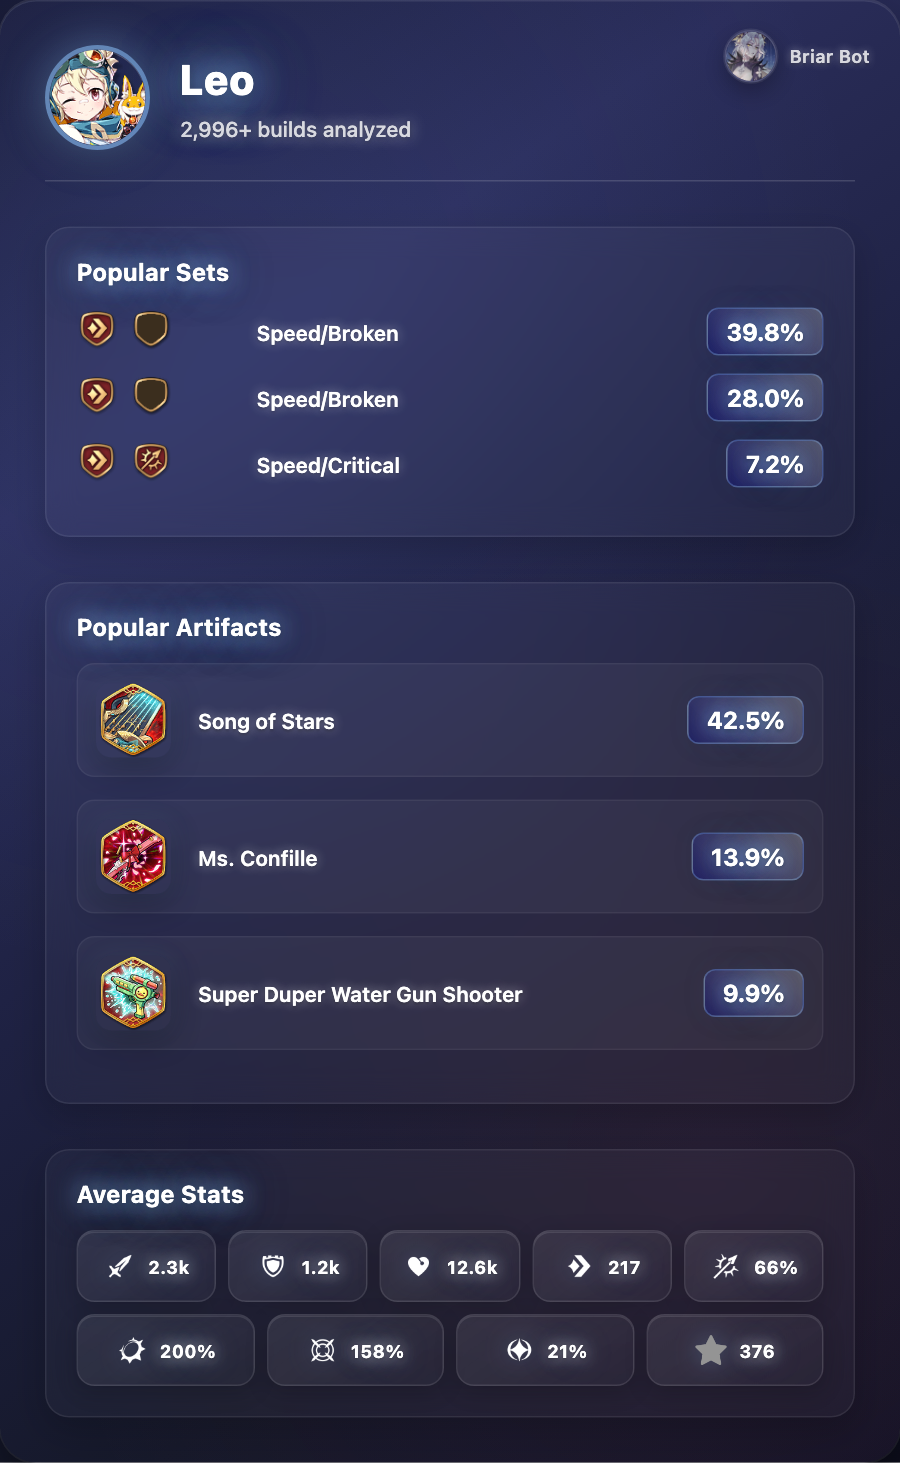 Leo
Briar Bot
2,996+ builds analyzed
Popular Sets
Speed/Broken
39.8%
Speed/Broken
28.0%
Speed/Critical
7.2%
Popular Artifacts
Song of Stars
42.5%
Ms. Confille
13.9%
Super Duper Water Gun Shooter
9.9%
Average Stats
2.3k
1.2k
12.6k
217
66%
200%
158%
21%
376